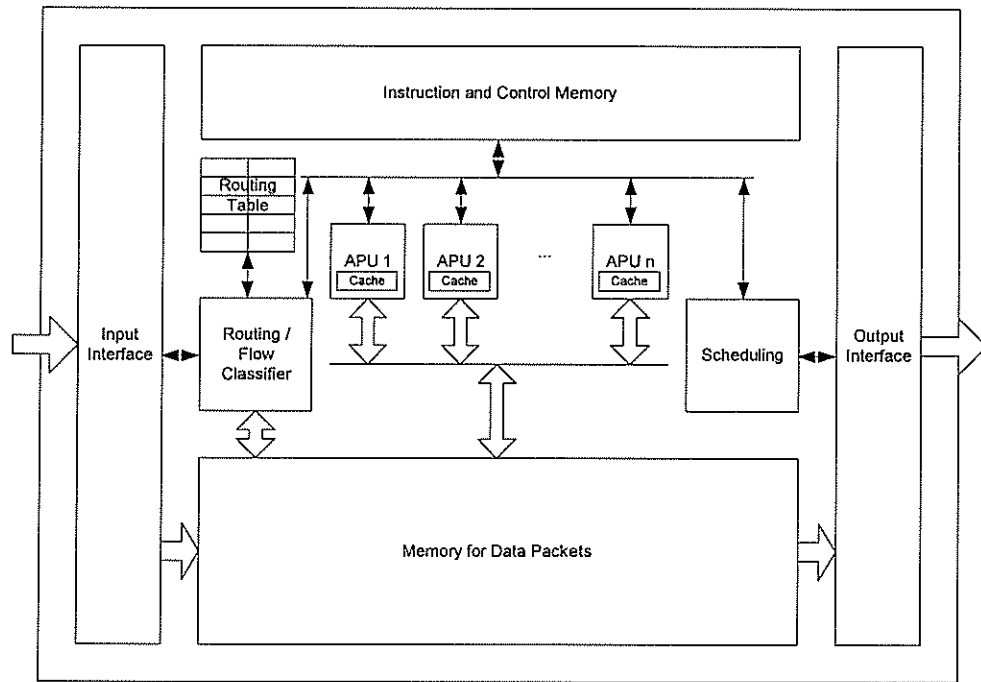 Instruction and Control Memory
Routing
Table
APU 1
Cache
APU 2
Cache
...
APU n
Cache
Input
Interface
Routing /
Flow
Classifier
Scheduling
Output
Interface
Memory for Data Packets